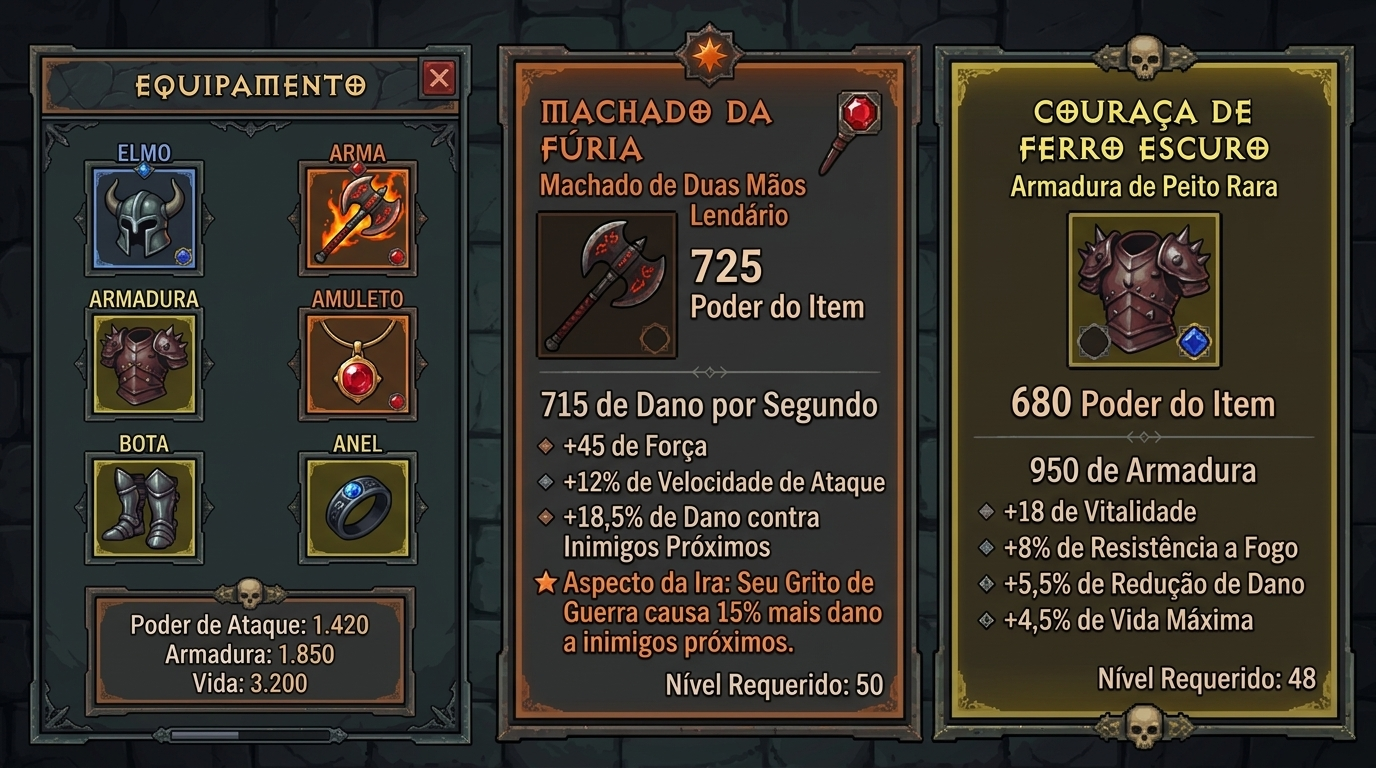 EQUIPAMENTO
ELMO
ARMA
ARMADURA
AMULETO
BOTA
ANEL
Poder de Ataque: 1.420
Armadura: 1.850
Vida: 3.200
MACHADO DA
FÚRIA
Machado de Duas Mãos
Lendário
725
Poder do Item
715 de Dano por Segundo
+45 de Força
+12% de Velocidade de Ataque
+18,5% de Dano contra
Inimigos Próximos
Aspecto da Ira: Seu Grito de
Guerra causa 15% mais dano
a inimigos próximos.
Nível Requerido: 50
COURAÇA DE
FERRO ESCURO
Armadura de Peito Rara
680 Poder do Item
950 de Armadura
+18 de Vitalidade
+8% de Resistência a Fogo
+5,5% de Redução de Dano
+4,5% de Vida Máxima
Nível Requerido: 48